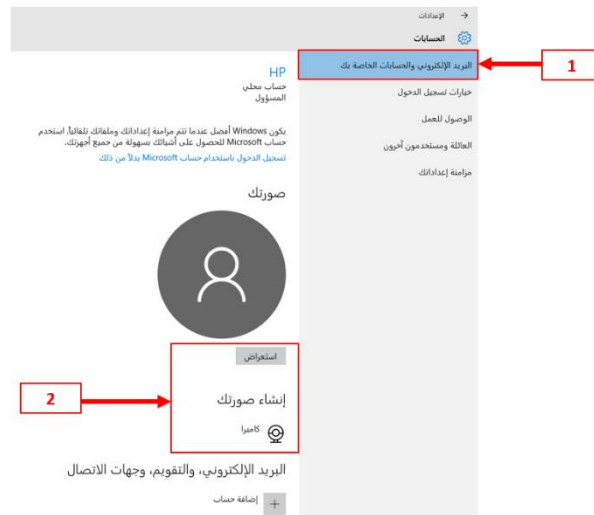 الإعدادات
الحسابات
البريد الإلكتروني والحسابات الخاصة بك
1
خيارات تسجيل الدخول
الوصول للعمل
العائلة ومستخدمون آخرون
مزامنة إعداداتك
HP
حساب محلي
المسؤول
يكون Windows أفضل عندما تتم مزامنة إعداداتك وملفاتك تلقائياً. استخدم
حساب Microsoft للحصول على أشيائك بسهولة من جميع أجهزتك.
تسجيل الدخول باستخدام حساب Microsoft بدلاً من ذلك
صورتك
استعراض
إنشاء صورتك
2
كاميرا
البريد الإلكتروني، والتقويم، وجهات الاتصال
إضافة حساب